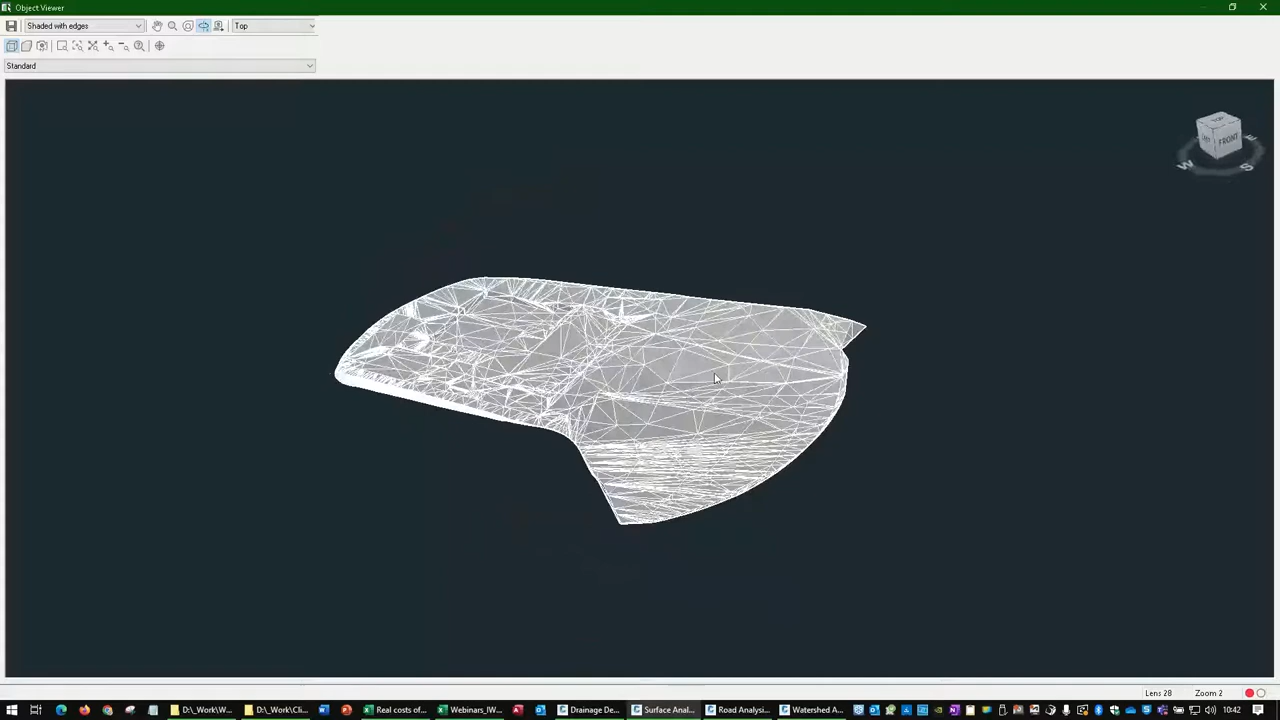 Object Viewer
Shaded with edges
Top
Standard
TOP
FRONT
E
W
S
Lens 28
Zoom 2
D:\_Work\W...
D:\_Work\Cli...
Real costs of...
Webinars_IW...
Drainage De...
Surface Anal...
Road Analysi...
Watershed A...
10:42